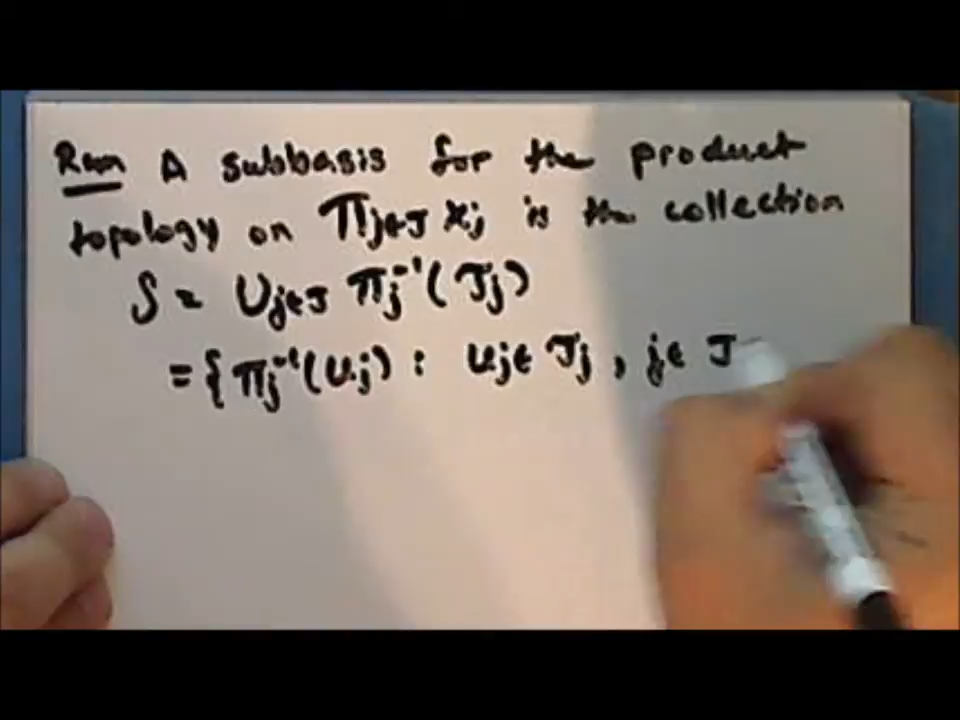 Rem A subbasis for the product
topology on Πj∈J Xj is the collection
S = ∪j∈J πj⁻¹(𝒯j)
= {πj⁻¹(Uj) : Uj ∈ 𝒯j , j ∈ J